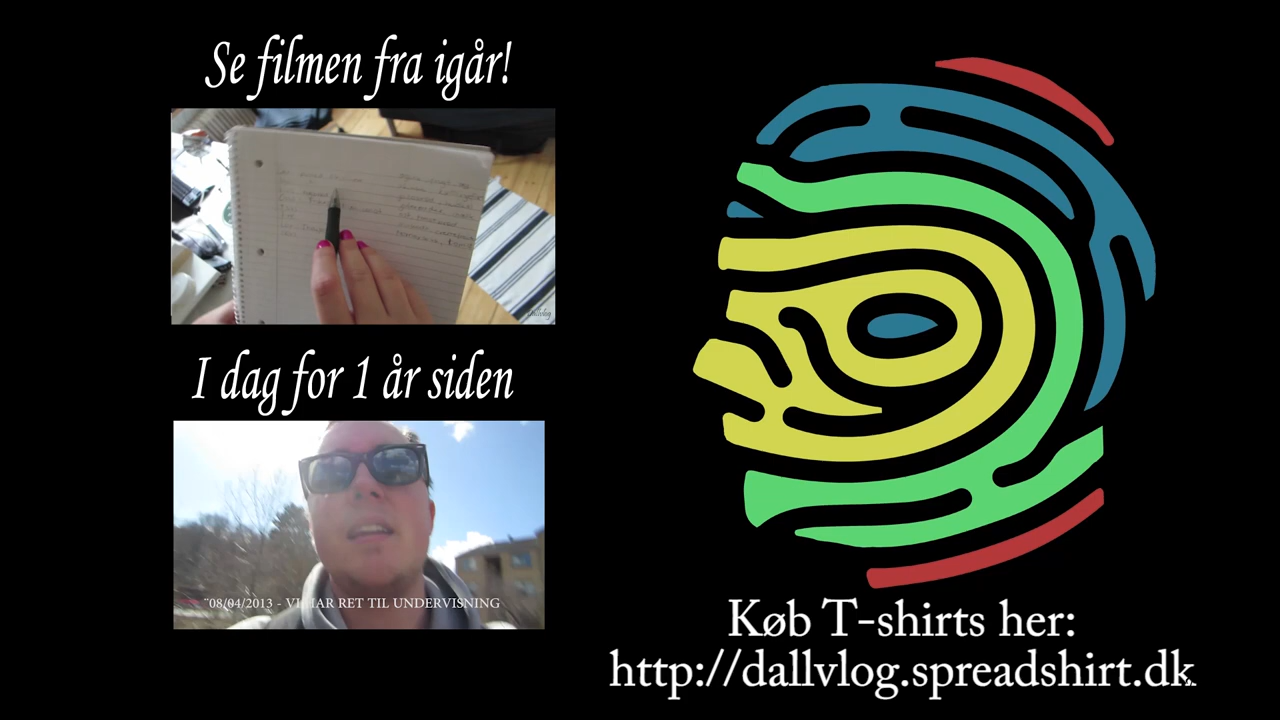 Se filmen fra igår!
Dallvlog
I dag for 1 år siden
08/04/2013 - VI HAR RET TIL UNDERVISNING
Køb T-shirts her:
http://dallvlog.spreadshirt.dk